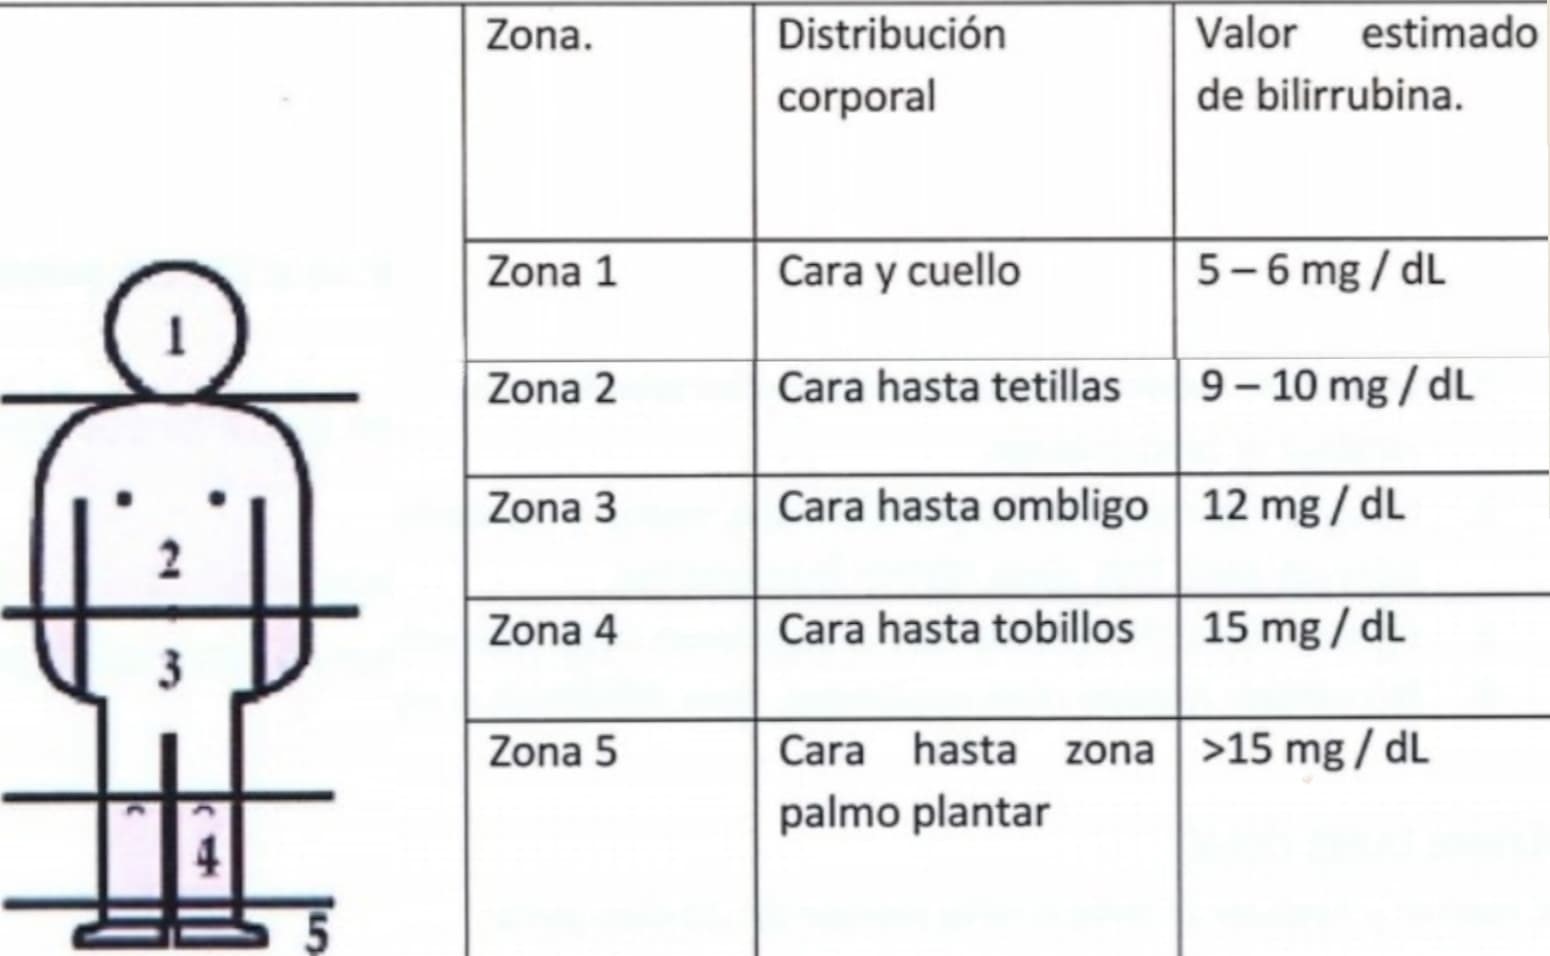 Zona.
Distribución
corporal
Valor estimado
de bilirrubina.
Zona 1
Cara y cuello
5 – 6 mg / dL
Zona 2
Cara hasta tetillas
9 – 10 mg / dL
Zona 3
Cara hasta ombligo
12 mg / dL
Zona 4
Cara hasta tobillos
15 mg / dL
Zona 5
Cara hasta zona
palmo plantar
>15 mg / dL
1
2
3
4
5